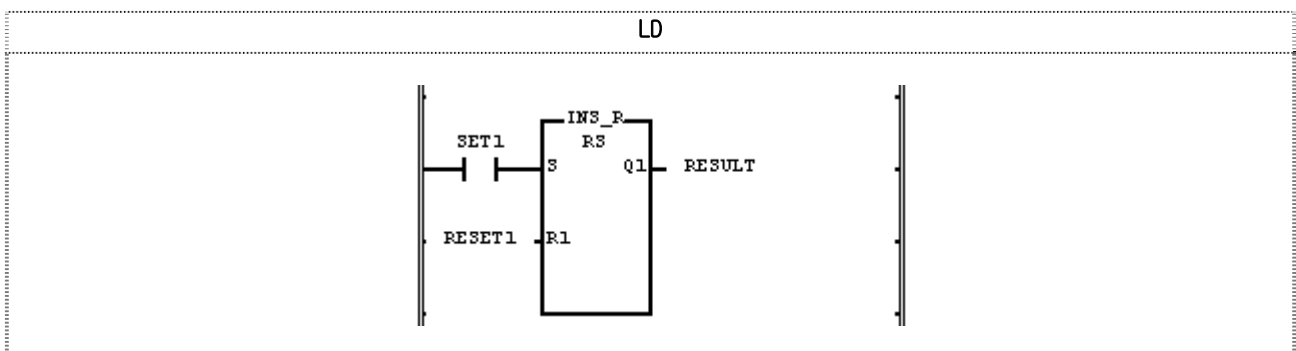 LD
INS_R
SET1 RS
S Q1 RESULT
RESET1 R1